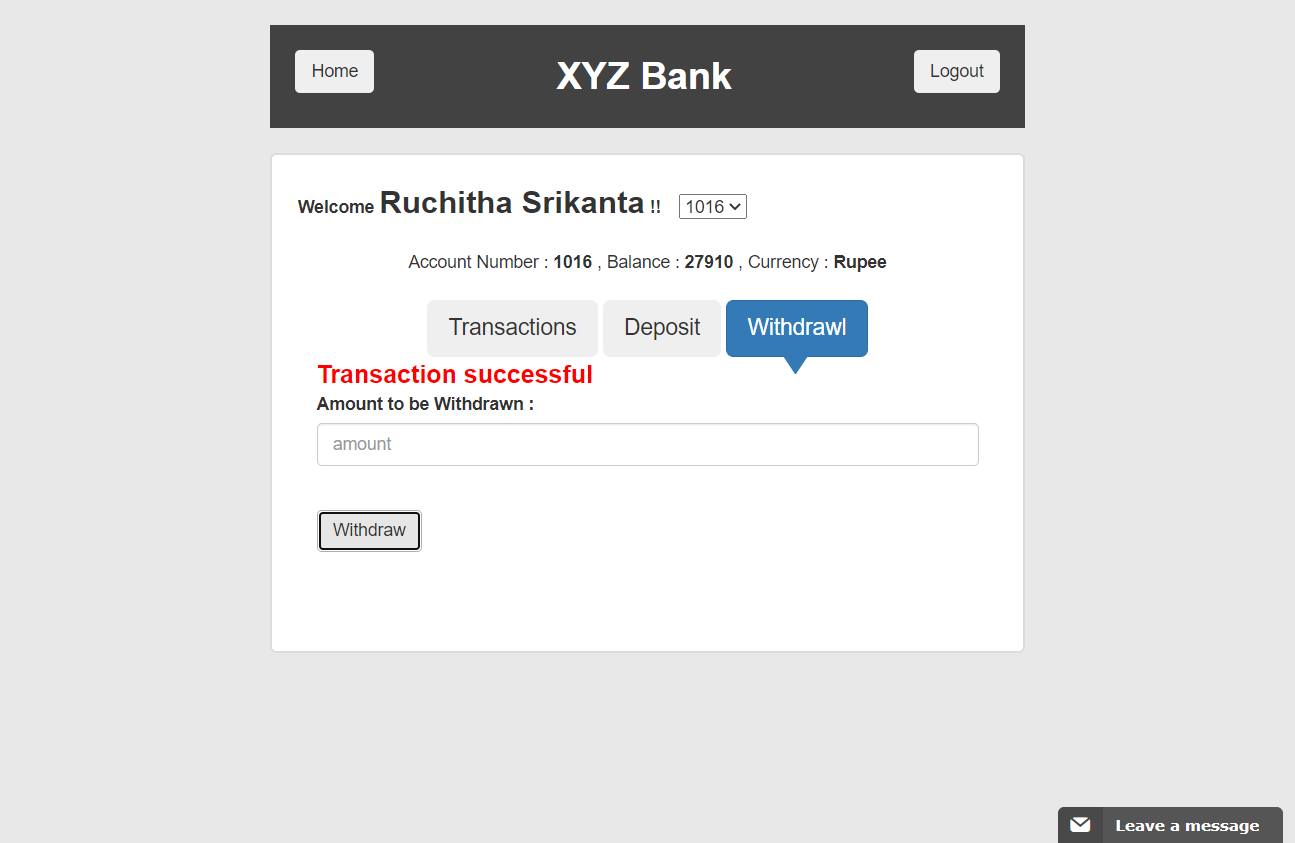 Home XYZ Bank Logout
Welcome Ruchitha Srikanta !! 1016
Account Number : 1016 , Balance : 27910 , Currency : Rupee
Transactions Deposit Withdrawl
Transaction successful
Amount to be Withdrawn :
amount
Withdraw
Leave a message